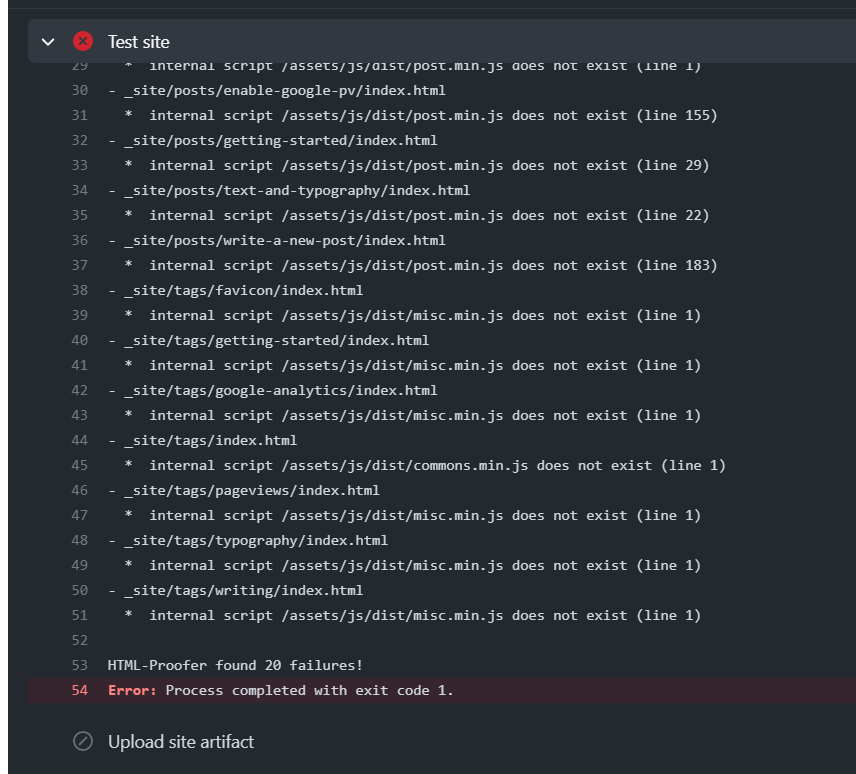 Test site
29 * internal script /assets/js/dist/post.min.js does not exist (line 1)
30 - _site/posts/enable-google-pv/index.html
31 * internal script /assets/js/dist/post.min.js does not exist (line 155)
32 - _site/posts/getting-started/index.html
33 * internal script /assets/js/dist/post.min.js does not exist (line 29)
34 - _site/posts/text-and-typography/index.html
35 * internal script /assets/js/dist/post.min.js does not exist (line 22)
36 - _site/posts/write-a-new-post/index.html
37 * internal script /assets/js/dist/post.min.js does not exist (line 183)
38 - _site/tags/favicon/index.html
39 * internal script /assets/js/dist/misc.min.js does not exist (line 1)
40 - _site/tags/getting-started/index.html
41 * internal script /assets/js/dist/misc.min.js does not exist (line 1)
42 - _site/tags/google-analytics/index.html
43 * internal script /assets/js/dist/misc.min.js does not exist (line 1)
44 - _site/tags/index.html
45 * internal script /assets/js/dist/commons.min.js does not exist (line 1)
46 - _site/tags/pageviews/index.html
47 * internal script /assets/js/dist/misc.min.js does not exist (line 1)
48 - _site/tags/typography/index.html
49 * internal script /assets/js/dist/misc.min.js does not exist (line 1)
50 - _site/tags/writing/index.html
51 * internal script /assets/js/dist/misc.min.js does not exist (line 1)
52
53 HTML-Proofer found 20 failures!
54 Error: Process completed with exit code 1.
Upload site artifact